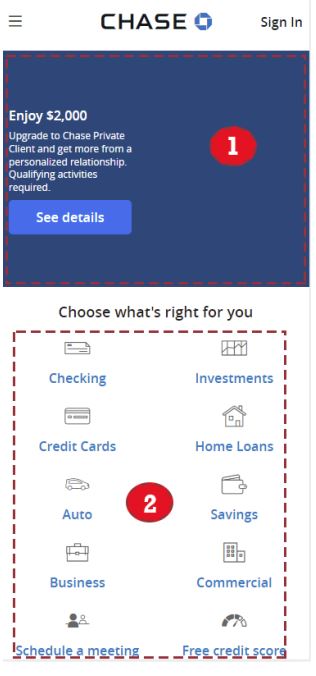 CHASE Sign In
Enjoy $2,000
Upgrade to Chase Private
Client and get more from a
personalized relationship.
Qualifying activities
required.
1
See details
Choose what's right for you
Checking Investments
Credit Cards Home Loans
Auto Savings
2
Business Commercial
Schedule a meeting Free credit score